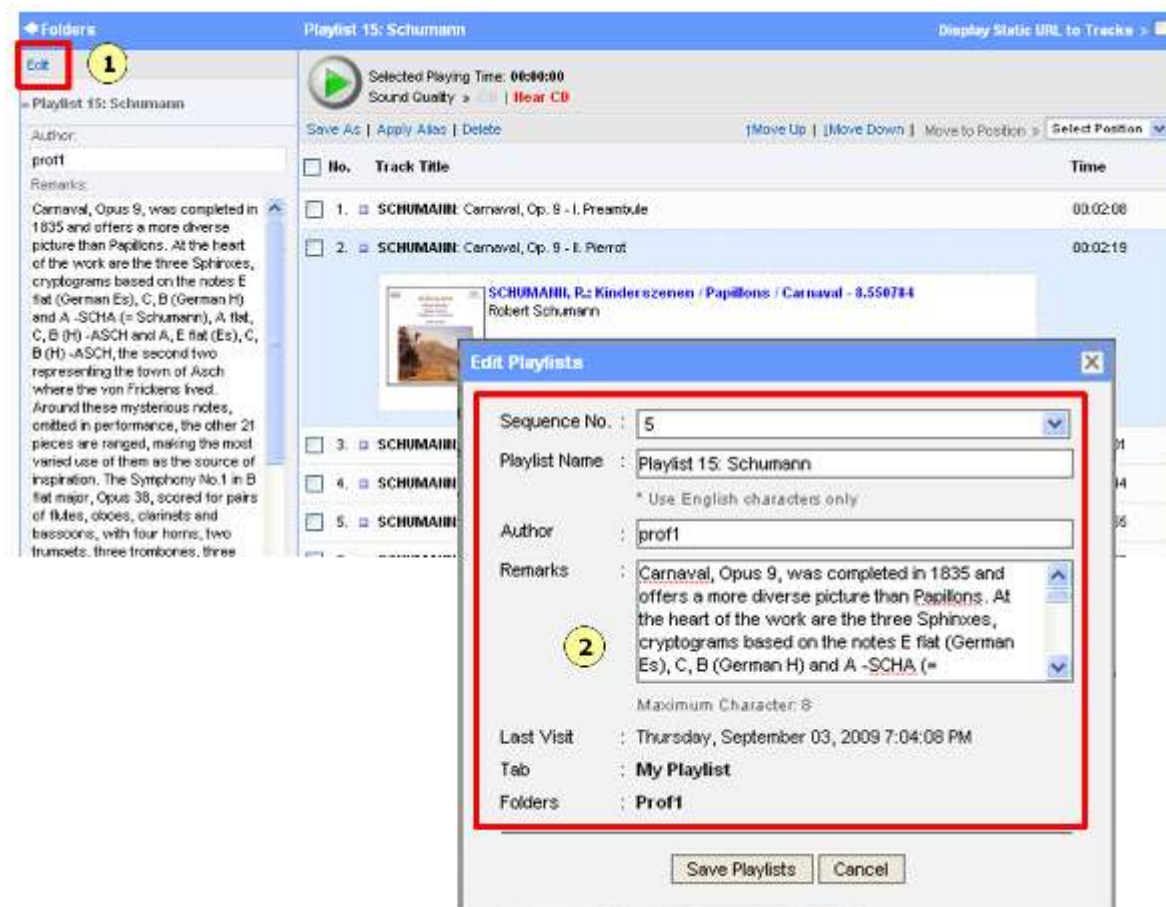 Folders
Playlist 15: Schumann
Display Static URL to Tracks »
Edit
1
» Playlist 15: Schumann
Author:
prof1
Remarks:
Carnaval, Opus 9, was completed in
1835 and offers a more diverse
picture than Papillons. At the heart
of the work are the three Sphinxes,
cryptograms based on the notes E
flat (German Es), C, B (German H)
and A -SCHA (= Schumann), A flat,
C, B (H) -ASCH and A, E flat (Es), C,
B (H) -ASCH, the second two
representing the town of Asch
where the von Frickens lived.
Around these mysterious notes,
omitted in performance, the other 21
pieces are ranged, making the most
varied use of them as the source of
inspiration. The Symphony No.1 in B
flat major, Opus 38, scored for pairs
of flutes, oboes, clarinets and
bassoons, with four horns, two
trumpets, three trombones, three
Selected Playing Time: 00:00:00
Sound Quality » CD | Hear CD
Save As | Apply Alias | Delete
↑Move Up | ↓Move Down | Move to Position » Select Position
No. Track Title Time
1. SCHUMANN: Carnaval, Op. 9 - I. Preambule 00:02:08
2. SCHUMANN: Carnaval, Op. 9 - II. Pierrot 00:02:19
SCHUMANN, R.: Kinderszenen / Papillons / Carnaval - 8.550784
Robert Schumann
3. SCHUMANN
4. SCHUMANN
5. SCHUMANN
Edit Playlists
Sequence No. : 5
Playlist Name : Playlist 15: Schumann
* Use English characters only
Author : prof1
Remarks : Carnaval, Opus 9, was completed in 1835 and
offers a more diverse picture than Papillons. At
the heart of the work are the three Sphinxes,
cryptograms based on the notes E flat (German
Es), C, B (German H) and A -SCHA (=
2
Maximum Character: 8
Last Visit : Thursday, September 03, 2009 7:04:08 PM
Tab : My Playlist
Folders : Prof1
Save Playlists Cancel